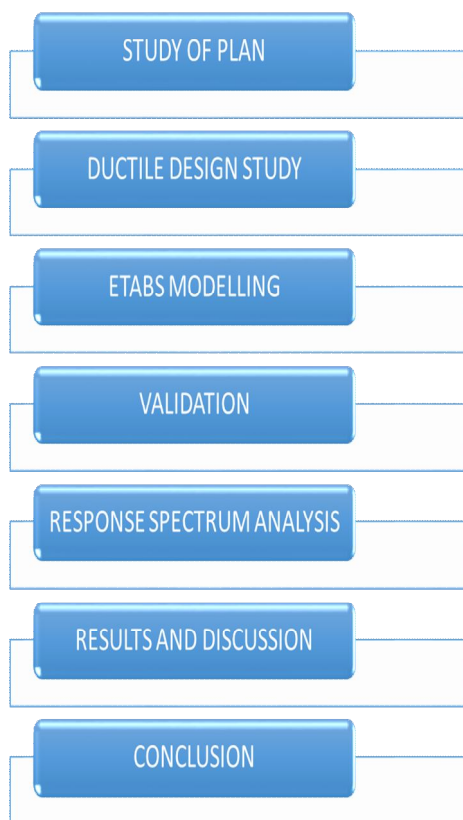 STUDY OF PLAN
DUCTILE DESIGN STUDY
ETABS MODELLING
VALIDATION
RESPONSE SPECTRUM ANALYSIS
RESULTS AND DISCUSSION
CONCLUSION